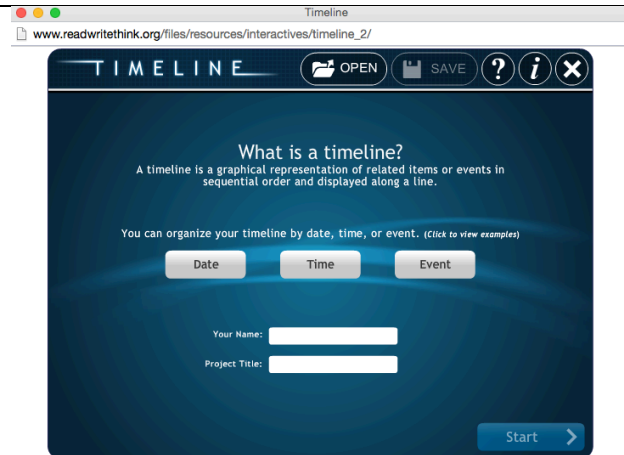 Timeline
www.readwritethink.org/files/resources/interactives/timeline_2/
TIMELINE OPEN SAVE ? i X
What is a timeline?
A timeline is a graphical representation of related items or events in
sequential order and displayed along a line.
You can organize your timeline by date, time, or event. (Click to view examples)
Date Time Event
Your Name:
Project Title:
Start